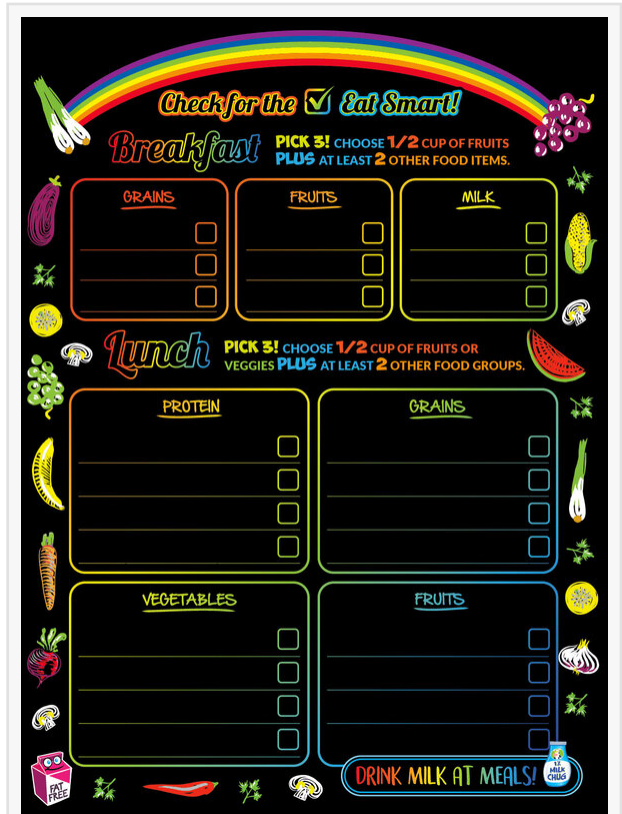 Check for the Eat Smart!
Breakfast
PICK 3! CHOOSE 1/2 CUP OF FRUITS
PLUS AT LEAST 2 OTHER FOOD ITEMS.
GRAINS
FRUITS
MILK
Lunch
PICK 3! CHOOSE 1/2 CUP OF FRUITS OR
VEGGIES PLUS AT LEAST 2 OTHER FOOD GROUPS.
PROTEIN
GRAINS
VEGETABLES
FRUITS
DRINK MILK AT MEALS!
MILK
CHUG
FAT
FREE